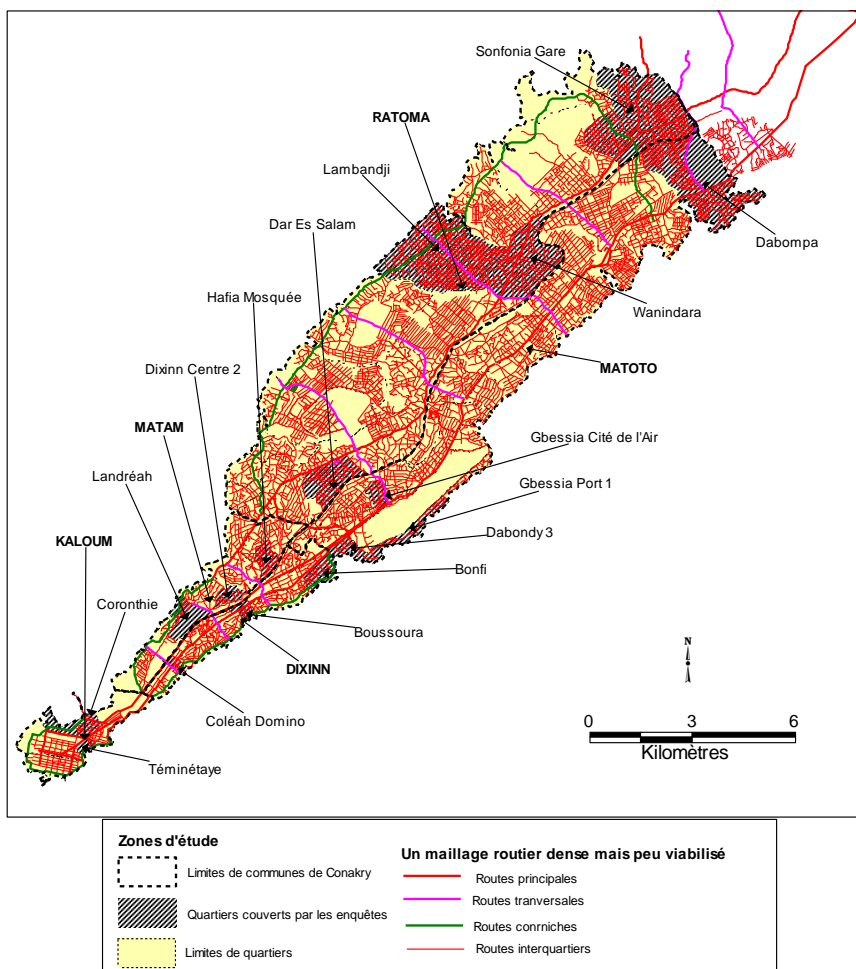 Sonfonia Gare
RATOMA
Lambandji
Dar Es Salam
Dabompa
Hafia Mosquée
Wanindara
Dixinn Centre 2
MATOTO
MATAM
Gbessia Cité de l'Air
Landréah
Gbessia Port 1
KALOUM
Dabondy 3
Coronthie
Bonfi
Boussoura
N
DIXINN
Coléah Domino
0 3 6
Kilomètres
Téminétaye
Zones d'étude
Limites de communes de Conakry
Quartiers couverts par les enquêtes
Limites de quartiers
Un maillage routier dense mais peu viabilisé
Routes principales
Routes tranversales
Routes conrniches
Routes interquartiers